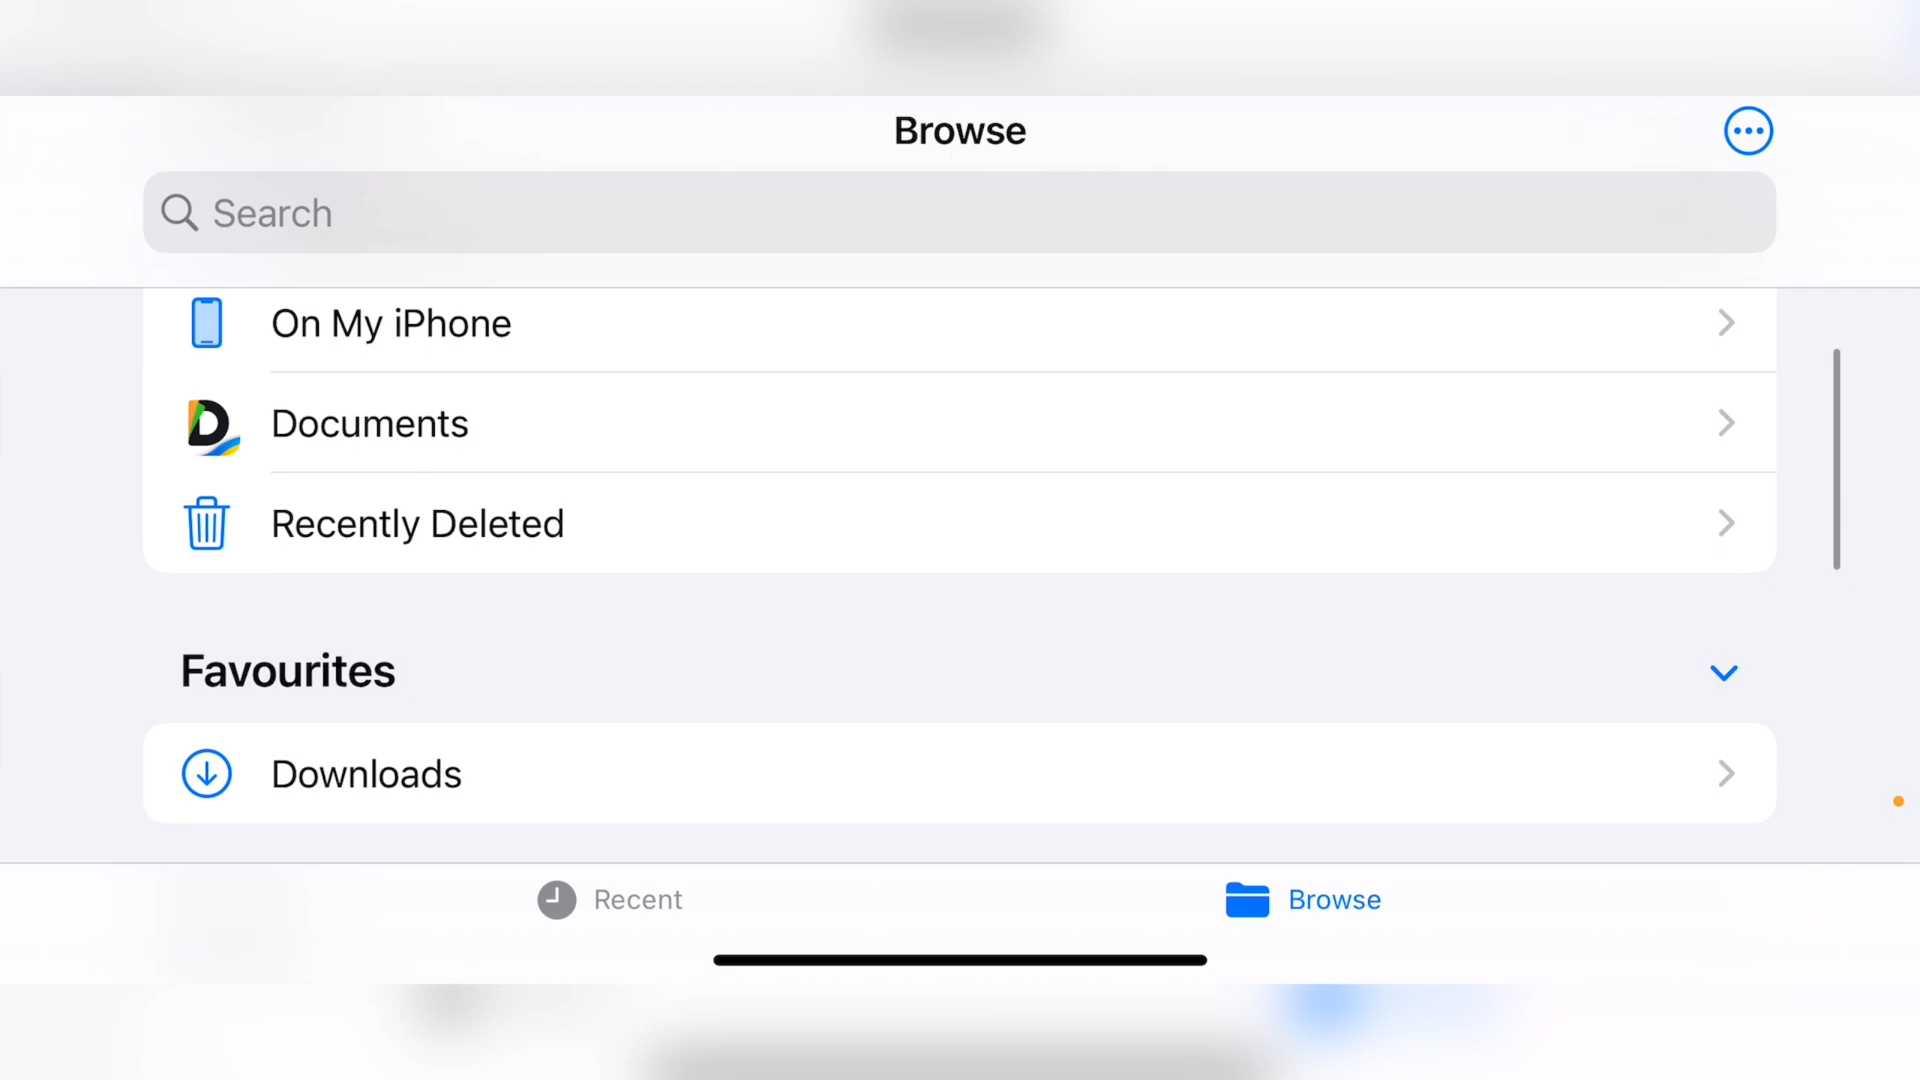 Browse
Search
On My iPhone
Documents
Recently Deleted
Favourites
Downloads
Recent
Browse